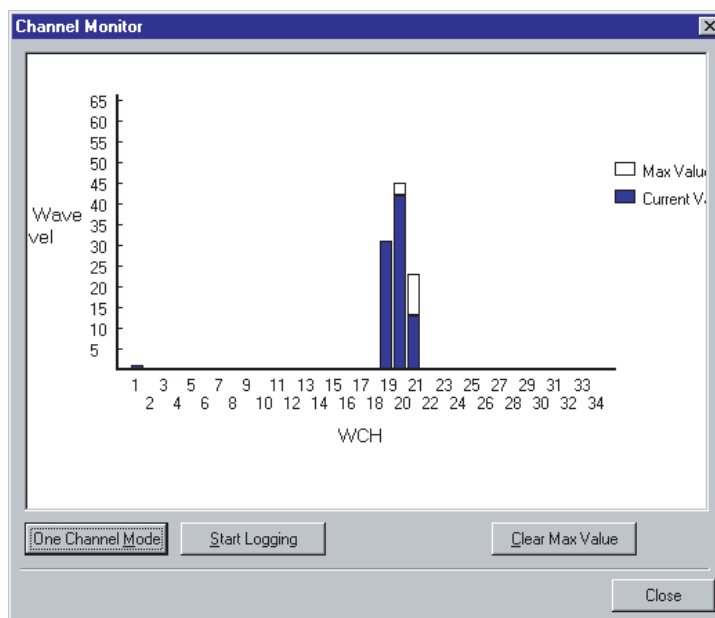 Channel Monitor
65
60
55
50
45
40
35
30
25
20
15
10
5
Wave
vel
Max Valu
Current V
1 3 5 7 9 11 13 15 17 19 21 23 25 27 29 31 33
2 4 6 8 10 12 14 16 18 20 22 24 26 28 30 32 34
WCH
One Channel Mode
Start Logging
Clear Max Value
Close